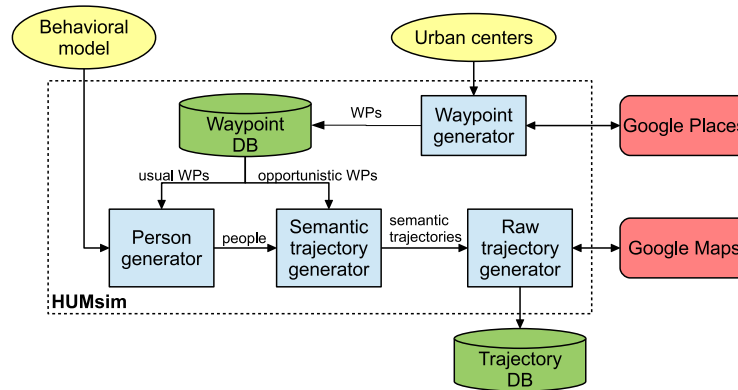 Behavioral
model
Urban centers
Waypoint
DB
WPs
Waypoint
generator
Google Places
usual WPs
opportunistic WPs
Person
generator
people
Semantic
trajectory
generator
semantic
trajectories
Raw
trajectory
generator
Google Maps
HUMsim
Trajectory
DB